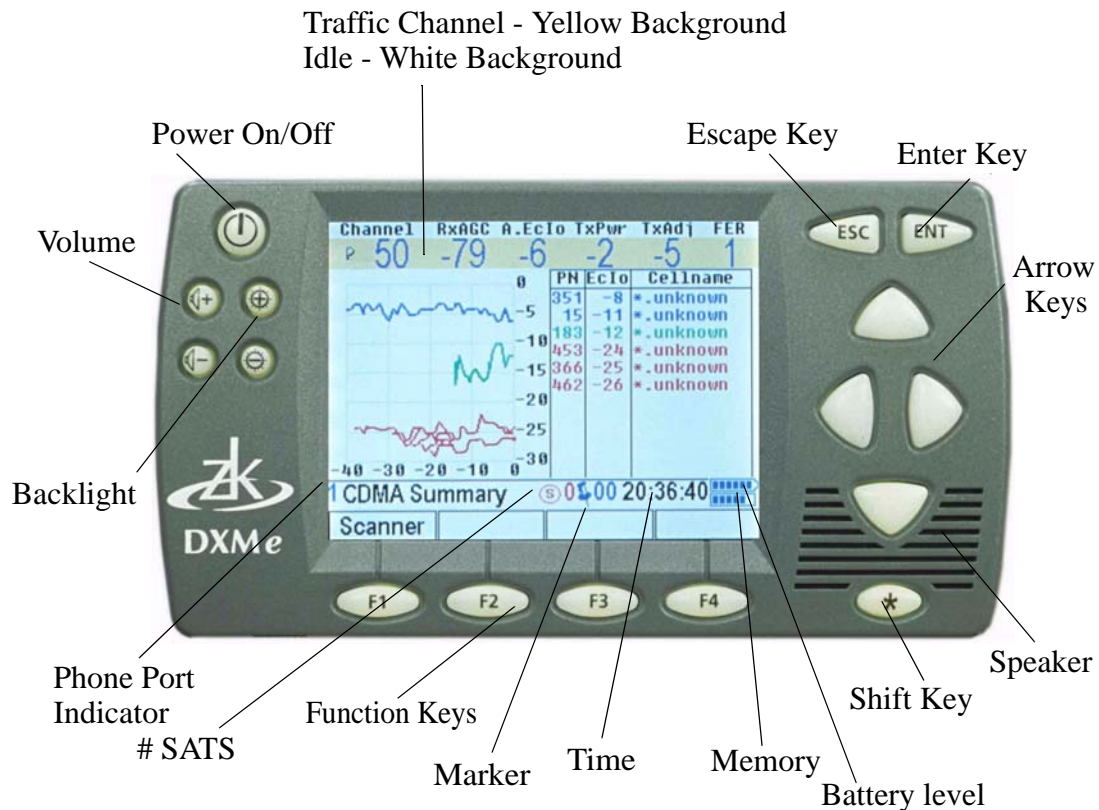 Traffic Channel - Yellow Background
Idle - White Background
Power On/Off
Escape Key
Enter Key
Volume
Arrow
Keys
Backlight
Channel RxAGC A.EcIo TxPwr TxAdj FER
P 50 -79 -6 -2 -5 1
PN EcIo Cellname
351 -8 *.unknown
15 -11 *.unknown
183 -12 *.unknown
453 -24 *.unknown
366 -25 *.unknown
462 -26 *.unknown
0
-5
-10
-15
-20
-25
-30
-40 -30 -20 -10 0
1 CDMA Summary S 0 00 20:36:40
Scanner
ESC ENT
zk
DXMe
F1 F2 F3 F4 *
Phone Port
Indicator
# SATS
Function Keys
Marker
Time
Memory
Battery level
Shift Key
Speaker